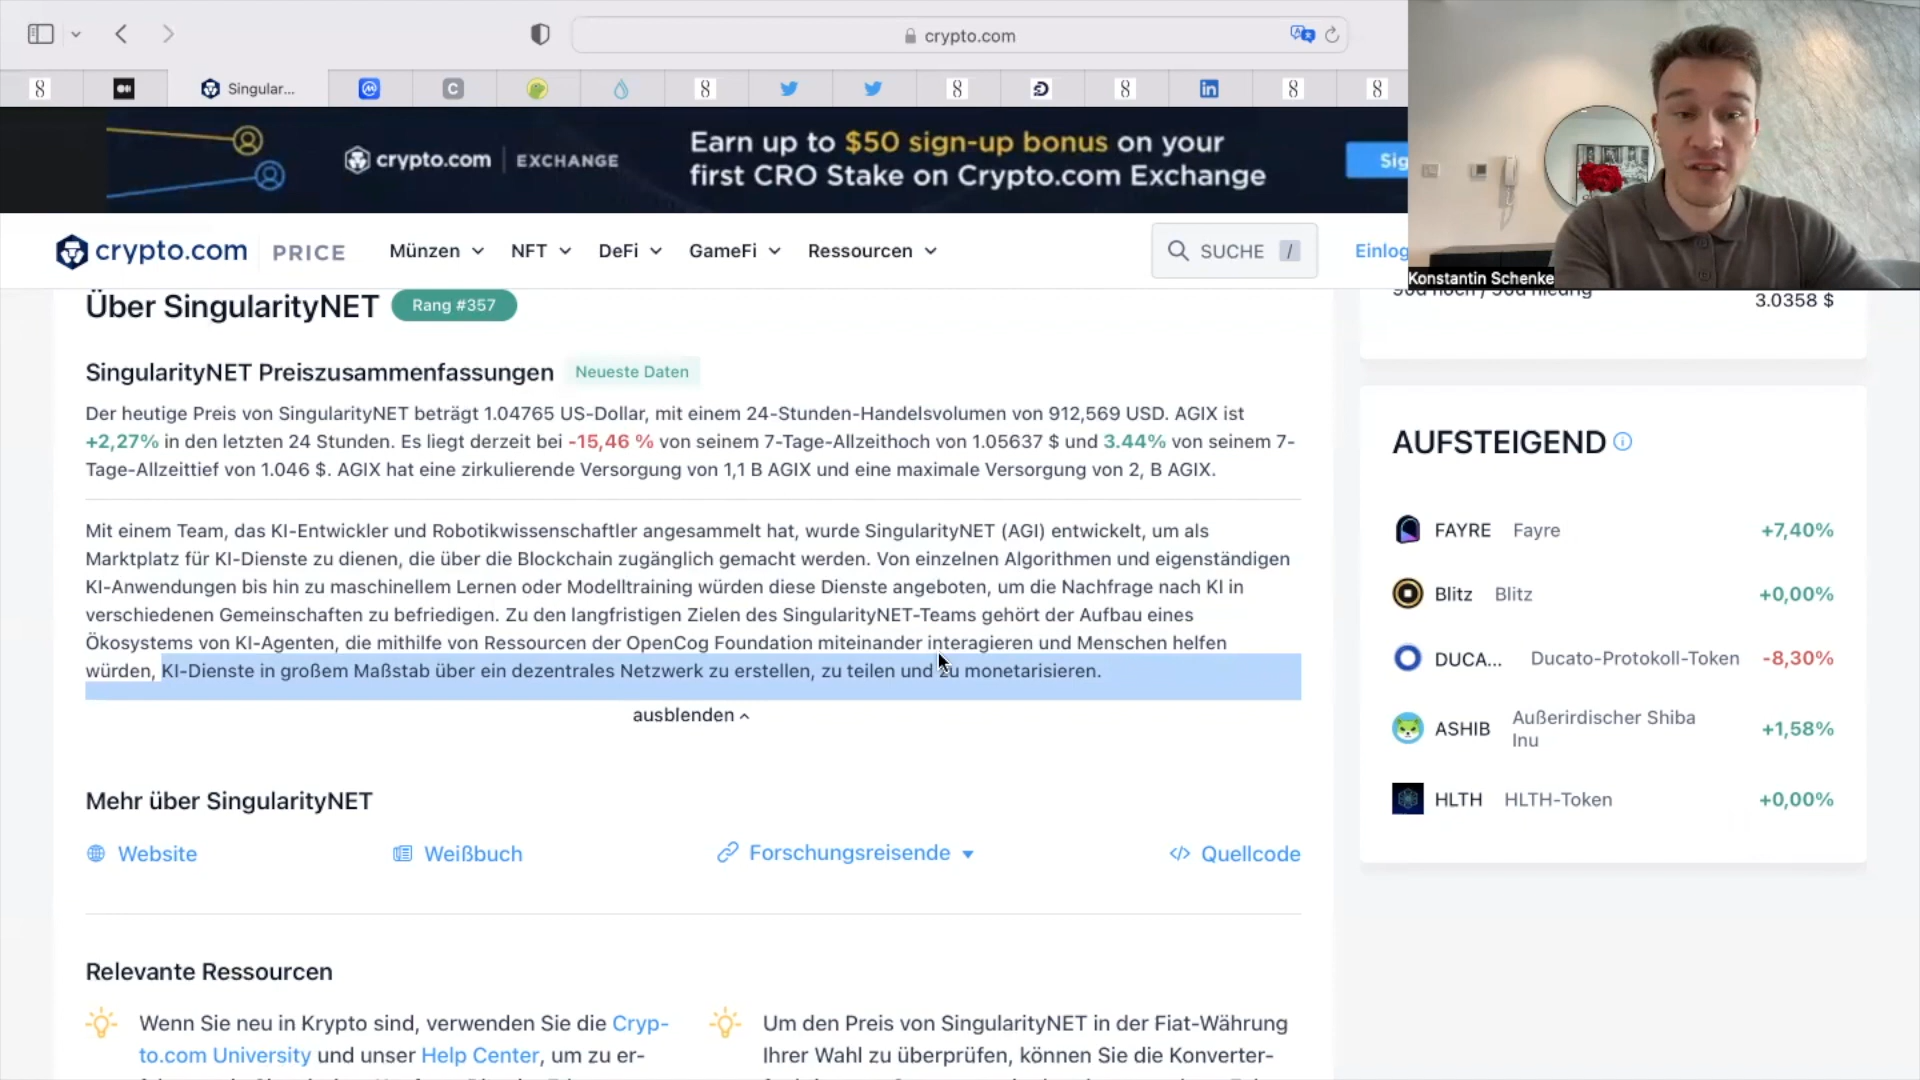 crypto.com
Singular...
crypto.com EXCHANGE
Earn up to $50 sign-up bonus on your
first CRO Stake on Crypto.com Exchange
Konstantin Schenke
crypto.com PRICE Münzen NFT DeFi GameFi Ressourcen SUCHE /
Über SingularityNET Rang #357
3.0358 $
SingularityNET Preiszusammenfassungen Neueste Daten
Der heutige Preis von SingularityNET beträgt 1.04765 US-Dollar, mit einem 24-Stunden-Handelsvolumen von 912,569 USD. AGIX ist
+2,27% in den letzten 24 Stunden. Es liegt derzeit bei -15,46 % von seinem 7-Tage-Allzeithoch von 1.05637 $ und 3.44% von seinem 7-
Tage-Allzeittief von 1.046 $. AGIX hat eine zirkulierende Versorgung von 1,1 B AGIX und eine maximale Versorgung von 2, B AGIX.
Mit einem Team, das KI-Entwickler und Robotikwissenschaftler angesammelt hat, wurde SingularityNET (AGI) entwickelt, um als
Marktplatz für KI-Dienste zu dienen, die über die Blockchain zugänglich gemacht werden. Von einzelnen Algorithmen und eigenständigen
KI-Anwendungen bis hin zu maschinellem Lernen oder Modelltraining würden diese Dienste angeboten, um die Nachfrage nach KI in
verschiedenen Gemeinschaften zu befriedigen. Zu den langfristigen Zielen des SingularityNET-Teams gehört der Aufbau eines
Ökosystems von KI-Agenten, die mithilfe von Ressourcen der OpenCog Foundation miteinander interagieren und Menschen helfen
würden, KI-Dienste in großem Maßstab über ein dezentrales Netzwerk zu erstellen, zu teilen und zu monetarisieren.
ausblenden
AUFSTEIGEND
FAYRE Fayre +7,40%
Blitz Blitz +0,00%
DUCA... Ducato-Protokoll-Token -8,30%
ASHIB Außerirdischer Shiba
Inu +1,58%
HLTH HLTH-Token +0,00%
Mehr über SingularityNET
Website Weißbuch Forschungsreisende Quellcode
Relevante Ressourcen
Wenn Sie neu in Krypto sind, verwenden Sie die Cryp-
to.com University und unser Help Center, um zu er-
Um den Preis von SingularityNET in der Fiat-Währung
Ihrer Wahl zu überprüfen, können Sie die Konverter-